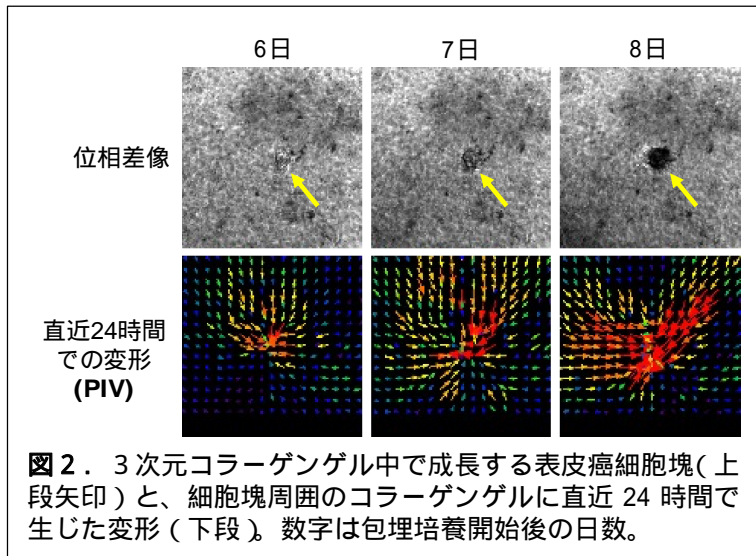 6日 7日 8日
位相差像
直近24時間
での変形
(PIV)
図2．3次元コラーゲンゲル中で成長する表皮癌細胞塊（上
段矢印）と、細胞塊周囲のコラーゲンゲルに直近 24 時間で
生じた変形（下段）。数字は包埋培養開始後の日数。